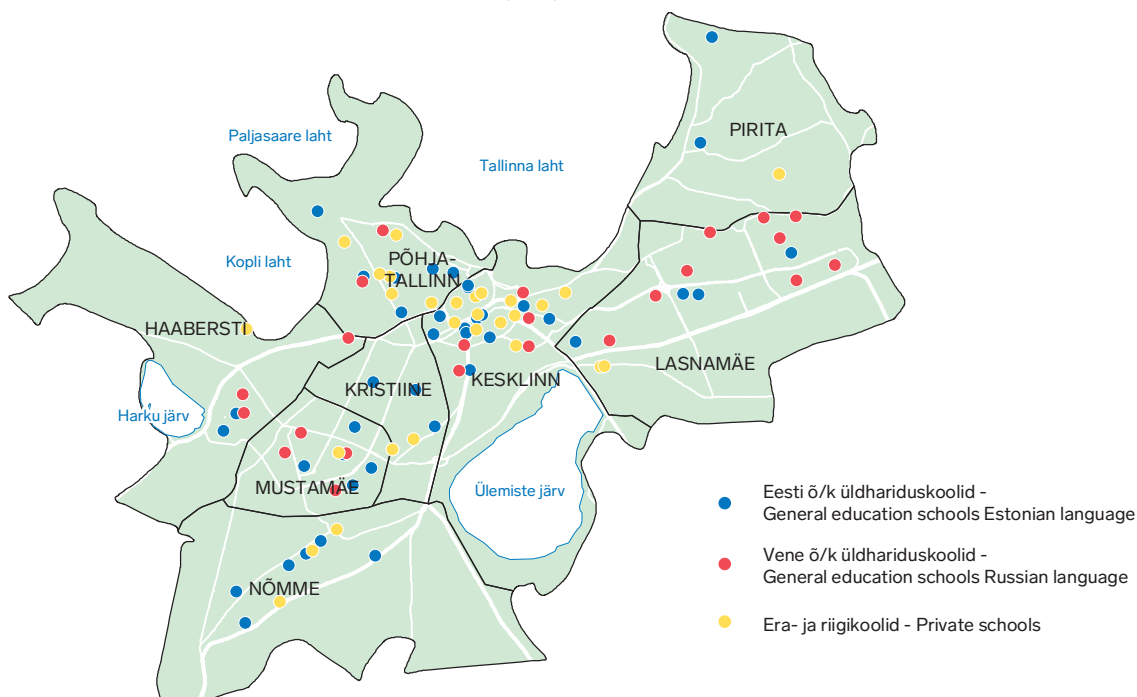 PIRITA
Paljasaare laht
Tallinna laht
Kopli laht
PÕHJA-
TALLINN
HAABERSTI
LASNAMÄE
KESKLINN
KRISTIINE
Harku järv
MUSTAMÄE
Ülemiste järv
NÕMME
Eesti õ/k üldhariduskoolid -
General education schools Estonian language
Vene õ/k üldhariduskoolid -
General education schools Russian language
Era- ja riigikoolid - Private schools